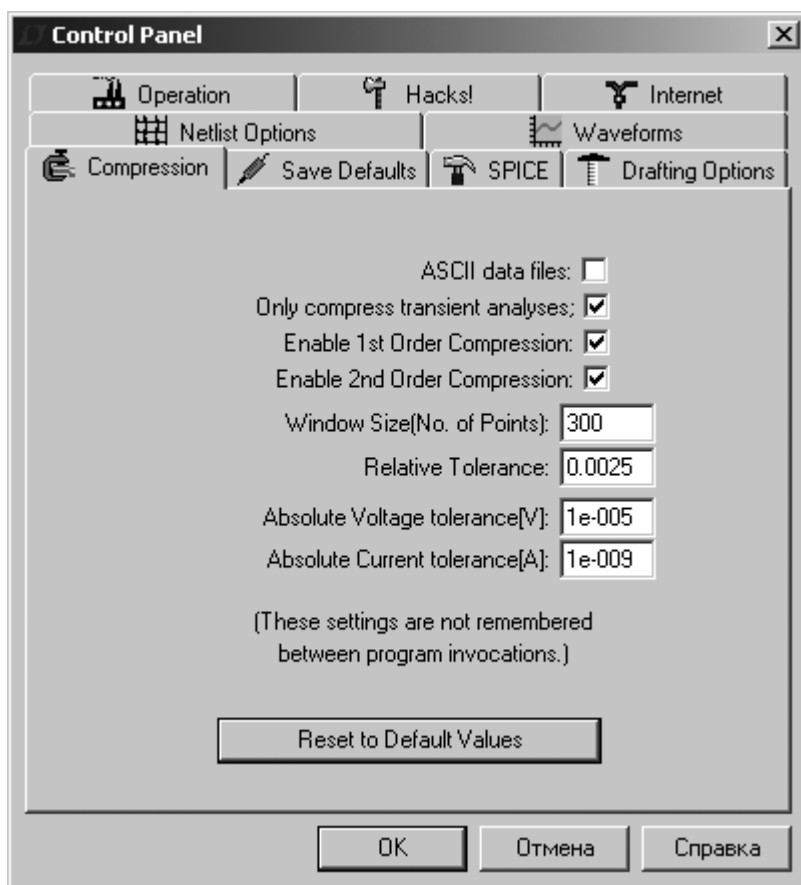 Control Panel
Operation Hacks! Internet
Netlist Options Waveforms
Compression Save Defaults SPICE Drafting Options
ASCII data files:
Only compress transient analyses;
Enable 1st Order Compression:
Enable 2nd Order Compression:
Window Size(No. of Points): 300
Relative Tolerance: 0.0025
Absolute Voltage tolerance[V]: 1e-005
Absolute Current tolerance[A]: 1e-009
(These settings are not remembered
between program invocations.)
Reset to Default Values
OK Отмена Справка